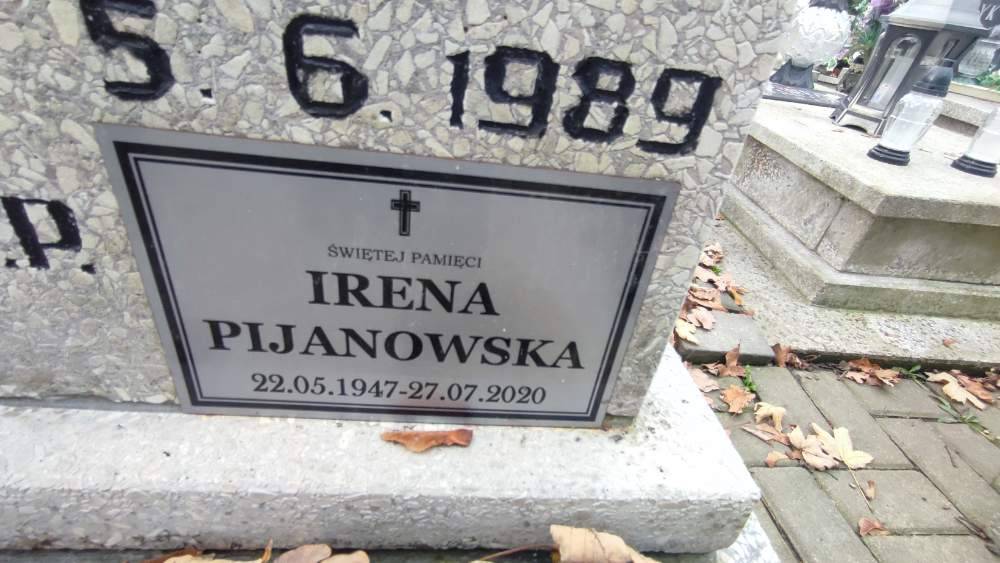 5.6.1989
.P.
ŚWIĘTEJ PAMIĘCI
IRENA
PIJANOWSKA
22.05.1947-27.07.2020